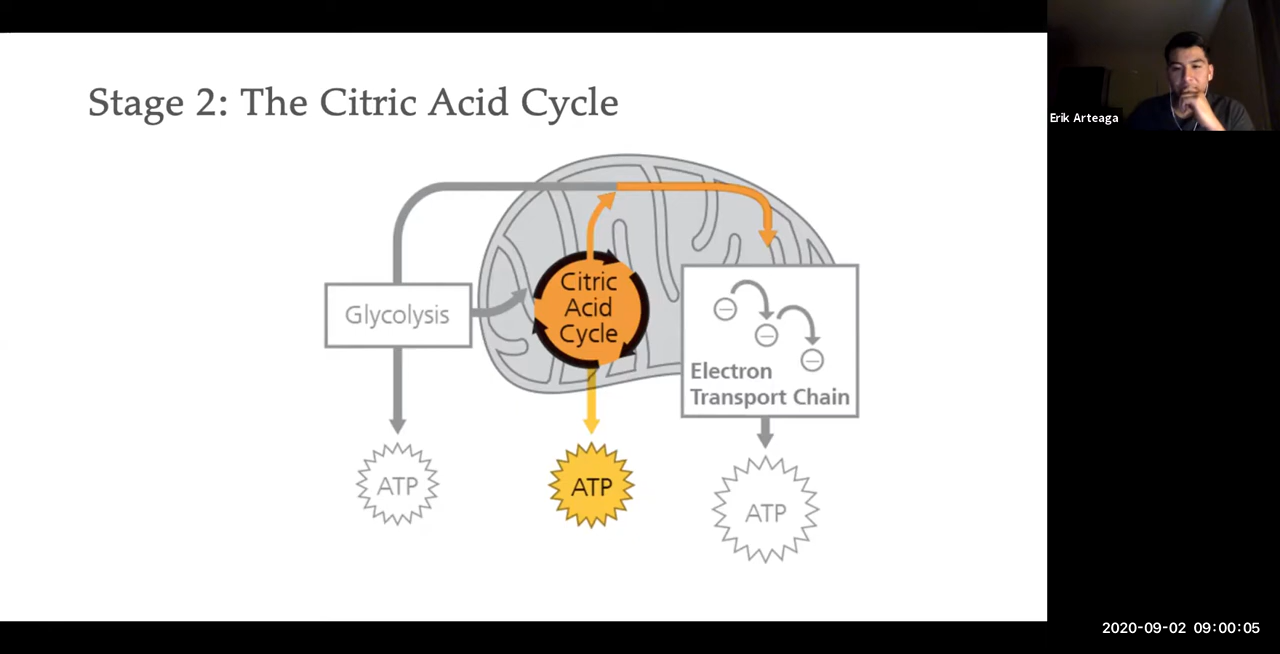 Stage 2: The Citric Acid Cycle
Erik Arteaga
Glycolysis
Citric
Acid
Cycle
Electron
Transport Chain
ATP
ATP
ATP
2020-09-02 09:00:05